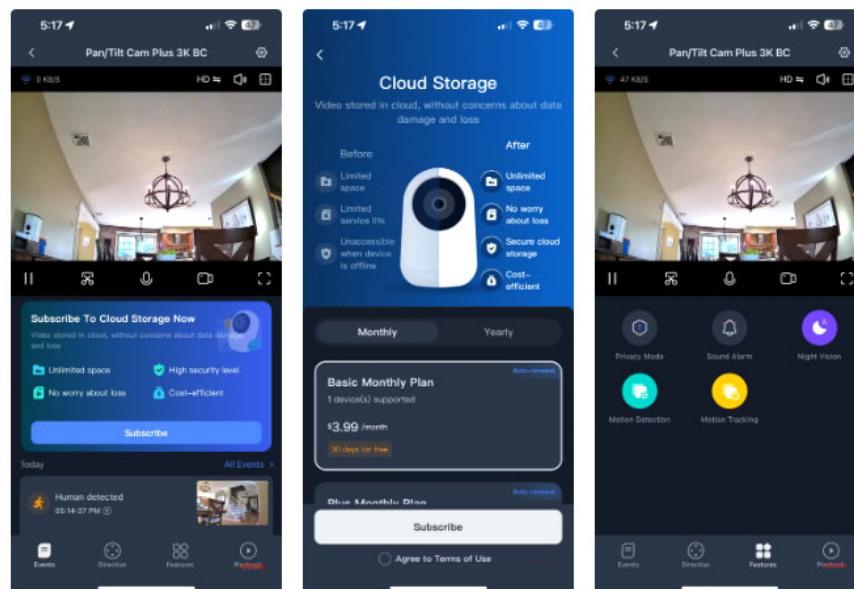 5:17
47
Pan/Tilt Cam Plus 3K BC
0 KB/S
HD
Subscribe To Cloud Storage Now
Video stored in cloud, without concerns about data damage
and loss
Unlimited space
High security level
No worry about loss
Cost-efficient
Subscribe
Today
All Events
Human detected
05:14:37 PM
Events
Direction
Features
Playback
5:17
47
Cloud Storage
Video stored in cloud, without concerns about data
damage and loss
Before
After
Limited
space
Limited
service life
Unaccessible
when device
is offline
Unlimited
space
No worry
about loss
Secure cloud
storage
Cost-
efficient
Monthly
Yearly
Auto-renewal
Basic Monthly Plan
1 device(s) supported
$3.99 /month
30 days for free
Auto-renewal
Plus Monthly Plan
Subscribe
Agree to Terms of Use
5:17
47
Pan/Tilt Cam Plus 3K BC
47 KB/S
HD
Privacy Mode
Sound Alarm
Night Vision
Motion Detection
Motion Tracking
Events
Direction
Features
Playback